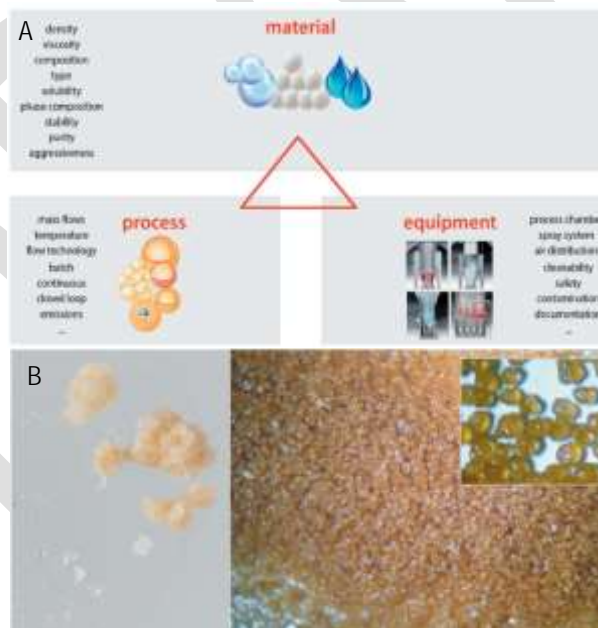 A
material
density
viscosity
composition
type
solubility
phase composition
stability
purity
aggressiveness
process
mass flows
temperature
flow technology
batch
continuous
closed loop
emissions
...
equipment
process chamber
spray system
air distribution
cleanability
safety
contamination
documentation
...
B